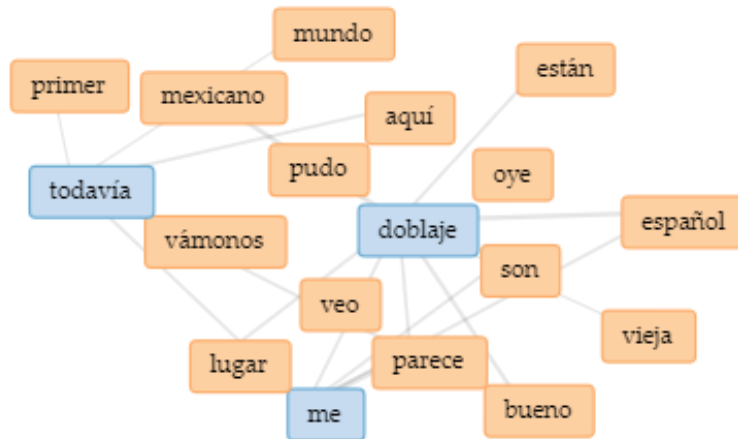 mundo
primer
mexicano
están
aquí
pudo
oye
todavía
español
vámonos
doblaje
son
veo
vieja
lugar
parece
me
bueno